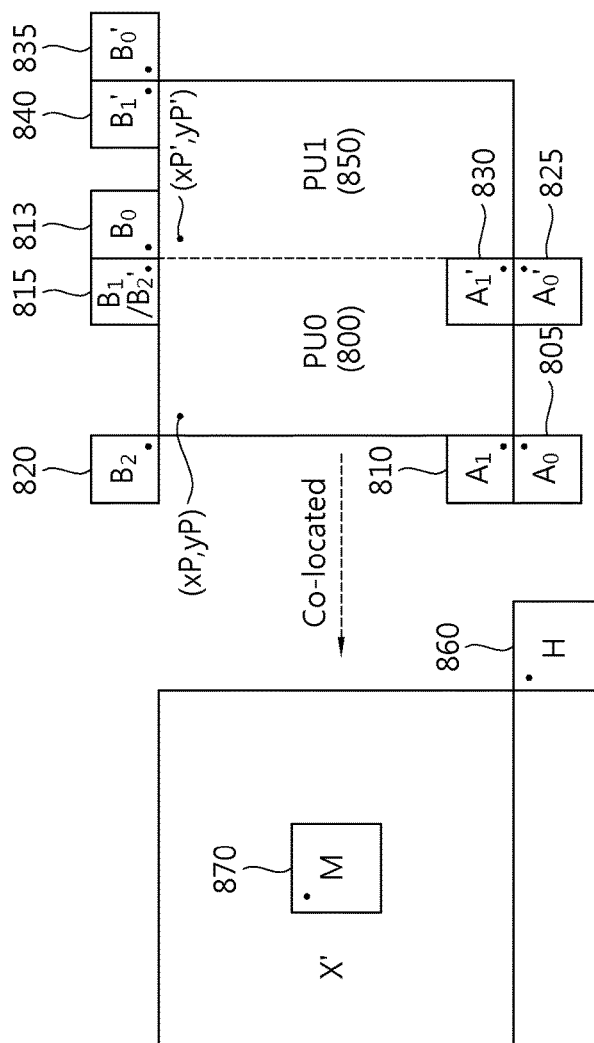 820
815
813
840
835
B2
B1
/B2'
B0
B1'
B0'
(xP,yP)
(xP',yP')
PU0
(800)
PU1
(850)
Co-located
810
830
A1
A1'
A0
A0'
805
825
870
M
X'
860
H